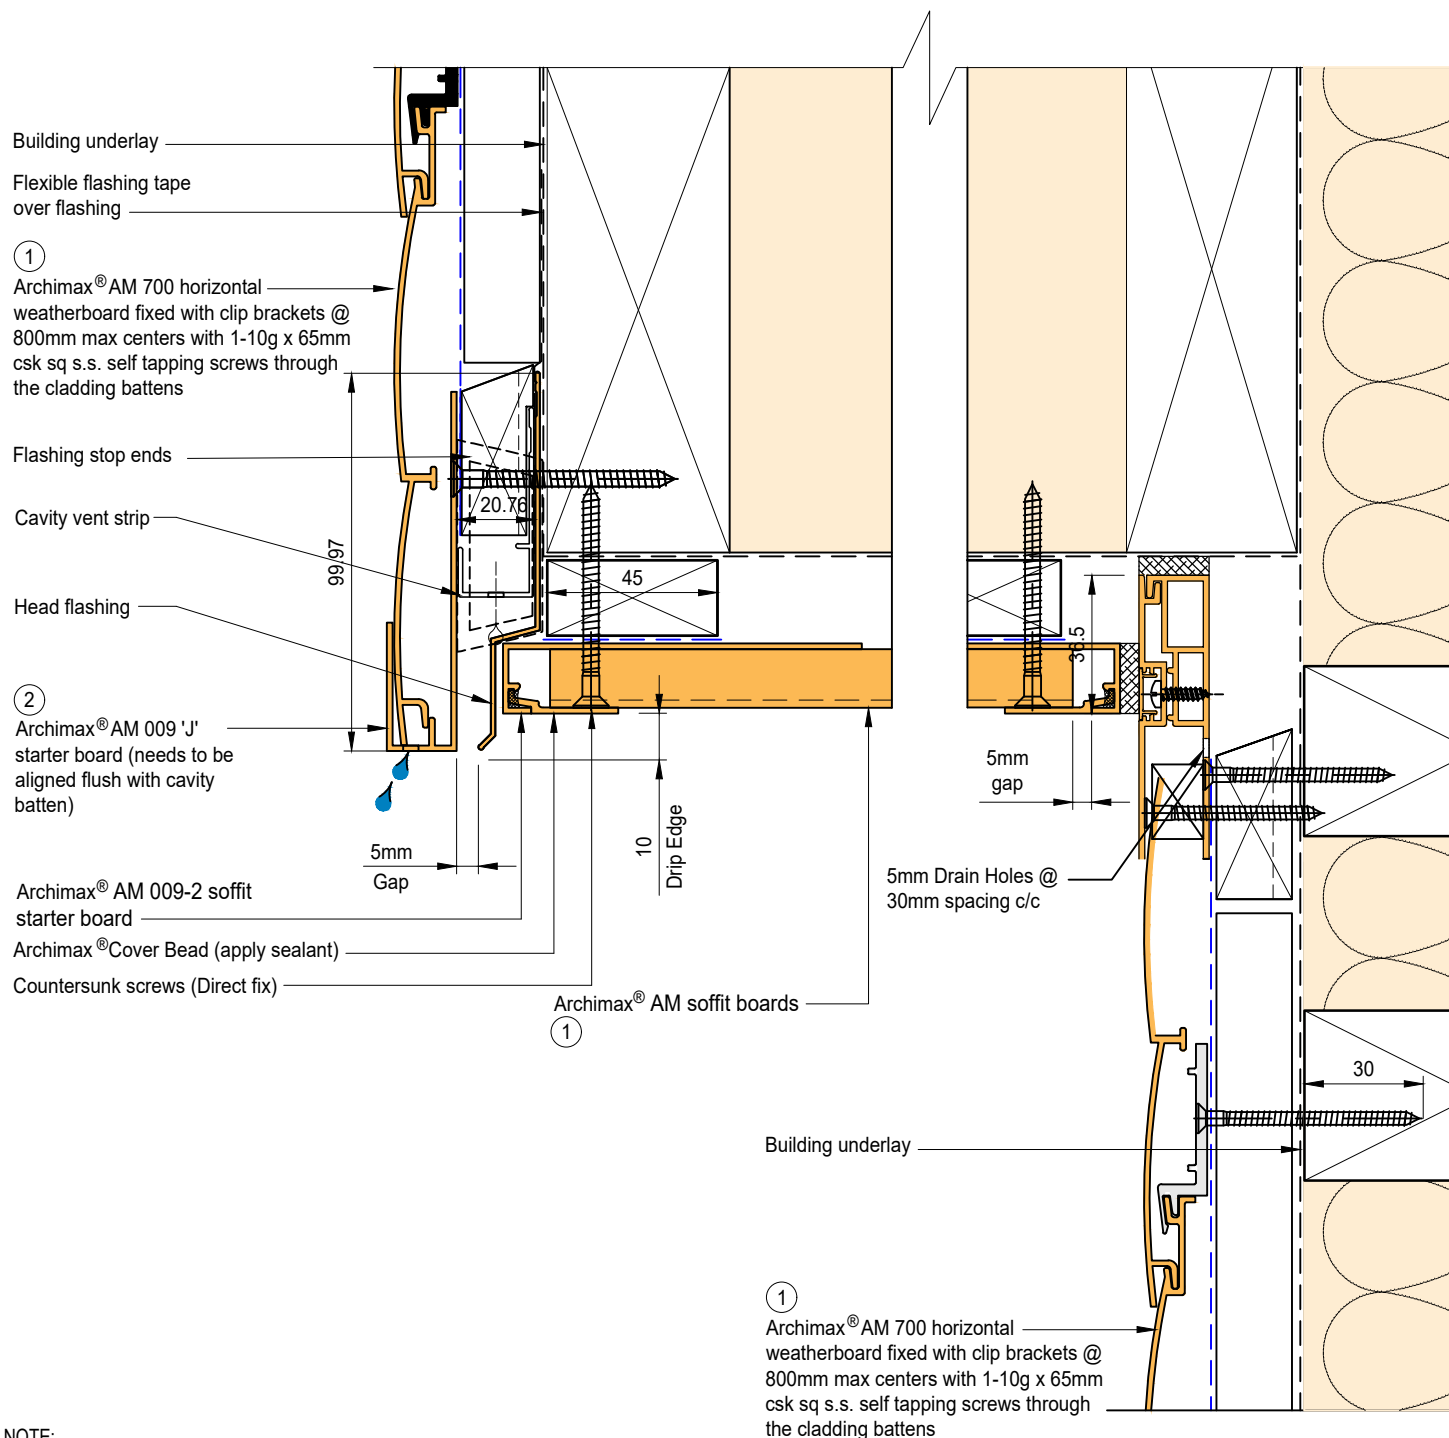 Building underlay
Flexible flashing tape
over flashing
1
Archimax® AM 700 horizontal
weatherboard fixed with clip brackets @
800mm max centers with 1-10g x 65mm
csk sq s.s. self tapping screws through
the cladding battens
Flashing stop ends
Cavity vent strip
Head flashing
2
Archimax® AM 009 'J'
starter board (needs to be
aligned flush with cavity
batten)
99.97
20.76
45
36.5
5mm
Gap
10
Drip Edge
5mm
gap
Archimax® AM 009-2 soffit
starter board
Archimax® Cover Bead (apply sealant)
Countersunk screws (Direct fix)
Archimax® AM soffit boards
1
5mm Drain Holes @
30mm spacing c/c
30
Building underlay
1
Archimax® AM 700 horizontal
weatherboard fixed with clip brackets @
800mm max centers with 1-10g x 65mm
csk sq s.s. self tapping screws through
the cladding battens
NOTE: